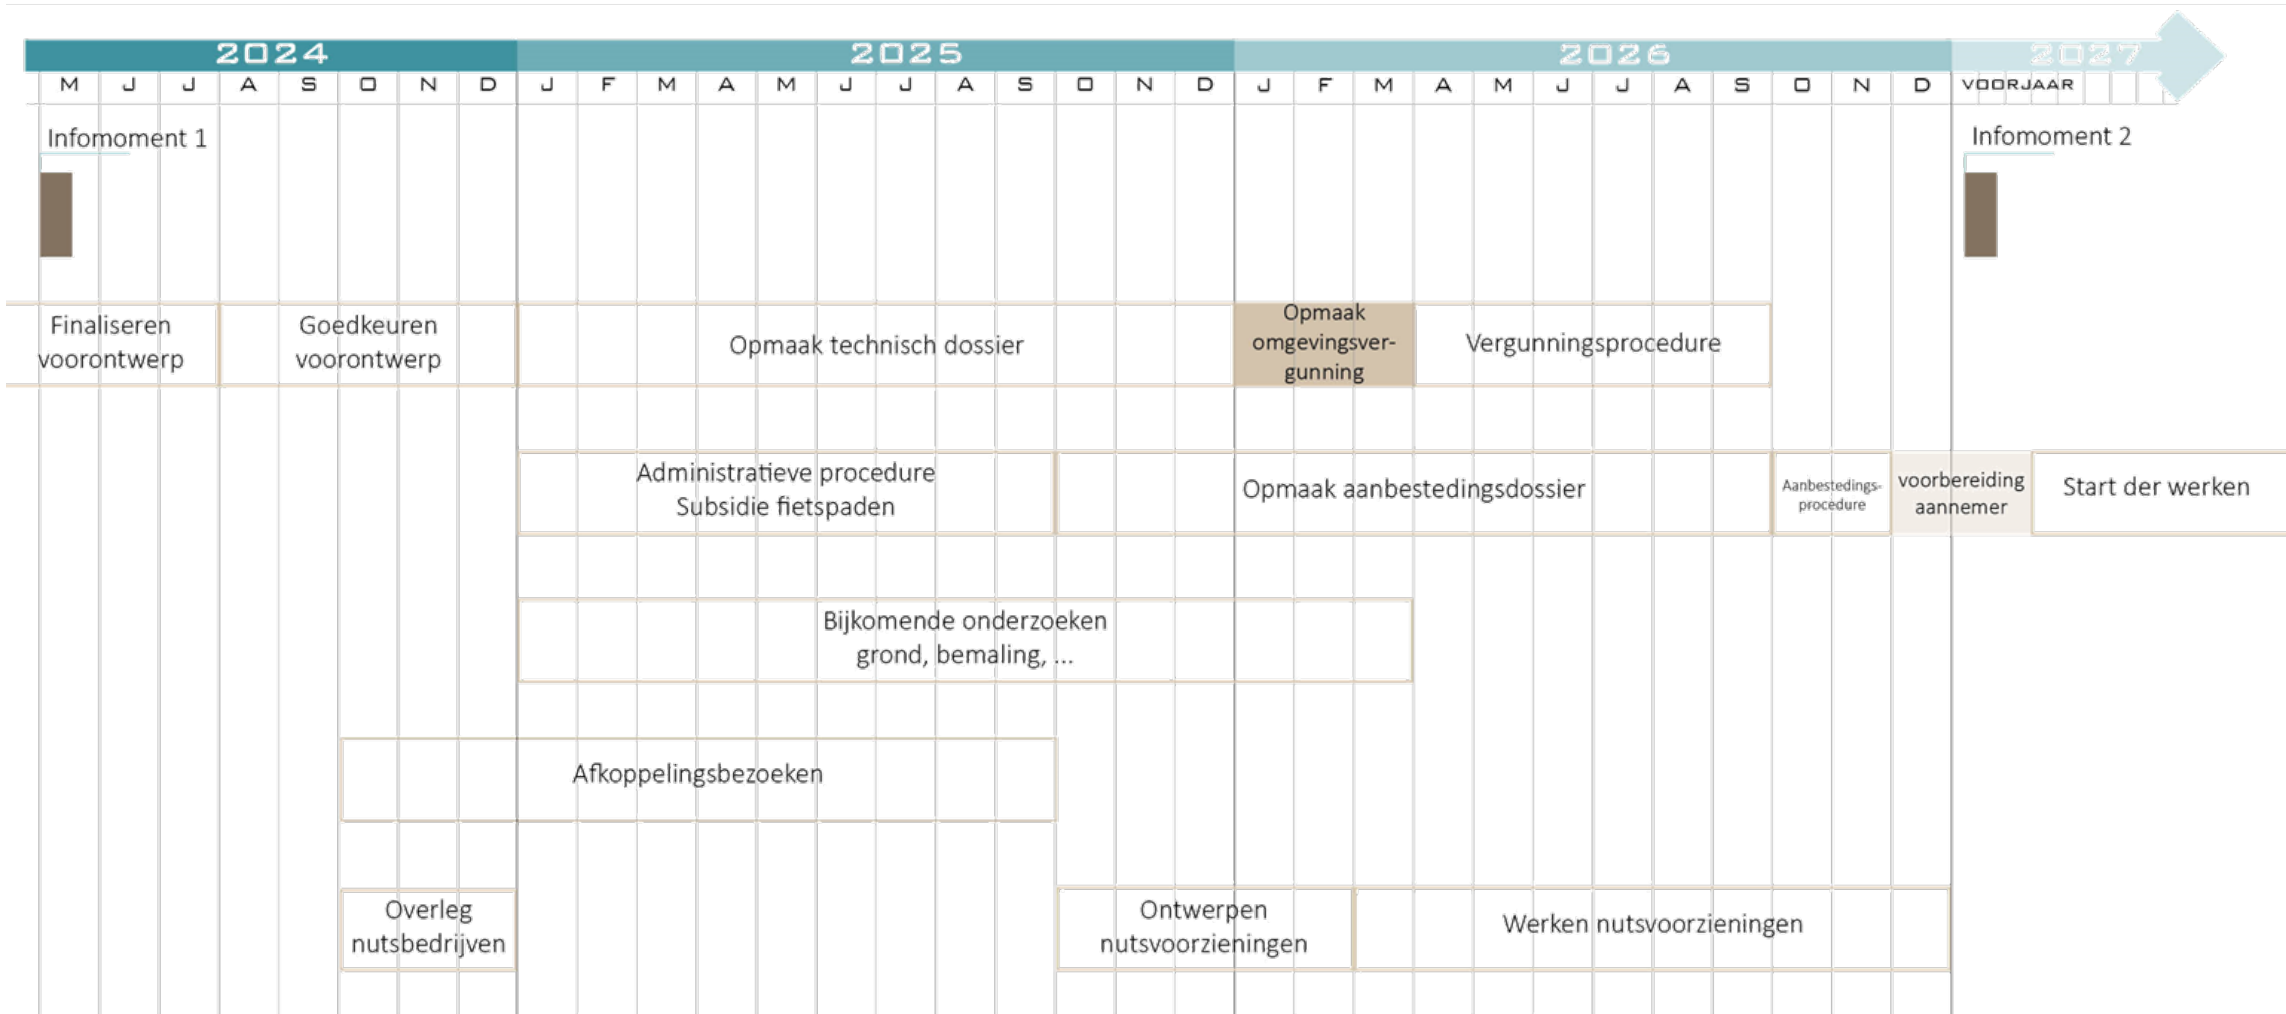 2024 2025 2026 2027
M J J A S O N D J F M A M J J A S O N D J F M A M J J A S O N D VOORJAAR
Infomoment 1
Infomoment 2
Finaliseren
voorontwerp
Goedkeuren
voorontwerp
Opmaak technisch dossier
Opmaak
omgevingsver-
gunning
Vergunningsprocedure
Administratieve procedure
Subsidie fietspaden
Opmaak aanbestedingsdossier
Aanbestedings-
procedure
voorbereiding
aannemer
Start der werken
Bijkomende onderzoeken
grond, bemaling, ...
Afkoppelingsbezoeken
Overleg
nutsbedrijven
Ontwerpen
nutsvoorzieningen
Werken nutsvoorzieningen